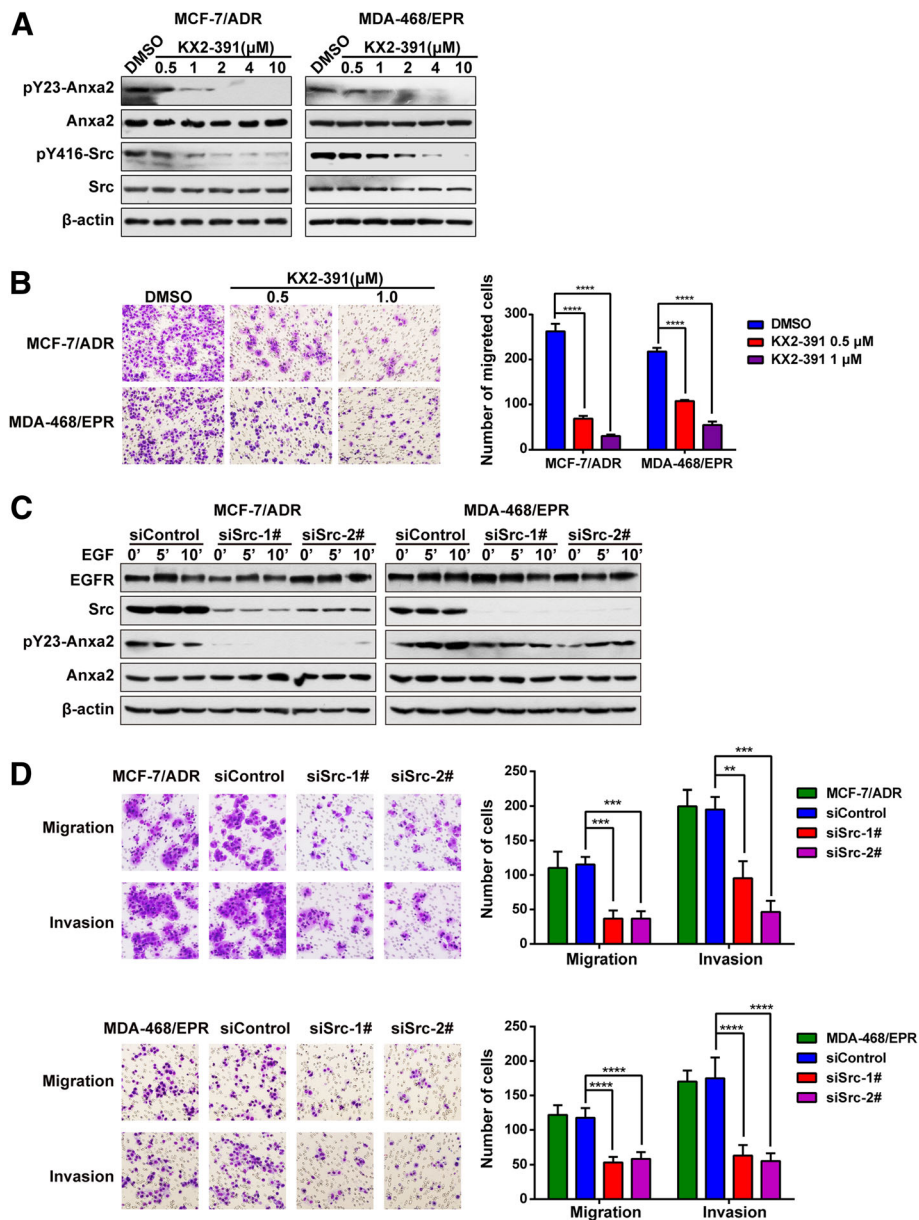 A
MCF-7/ADR
MDA-468/EPR
DMSO
KX2-391(μM)
0.5 1 2 4 10
DMSO
KX2-391(μM)
0.5 1 2 4 10
pY23-Anxa2
Anxa2
pY416-Src
Src
β-actin
B
KX2-391(μM)
DMSO 0.5 1.0
MCF-7/ADR
MDA-468/EPR
Number of migrated cells
300
200
100
0
**** ****
**** ****
MCF-7/ADR MDA-468/EPR
DMSO
KX2-391 0.5 μM
KX2-391 1 μM
C
MCF-7/ADR MDA-468/EPR
siControl siSrc-1# siSrc-2# siControl siSrc-1# siSrc-2#
EGF 0’ 5’ 10’ 0’ 5’ 10’ 0’ 5’ 10’ 0’ 5’ 10’ 0’ 5’ 10’ 0’ 5’ 10’
EGFR
Src
pY23-Anxa2
Anxa2
β-actin
D
MCF-7/ADR siControl siSrc-1# siSrc-2#
Migration
Invasion
Number of cells
250
200
150
100
50
0
*** ***
*** **
Migration Invasion
MCF-7/ADR
siControl
siSrc-1#
siSrc-2#
MDA-468/EPR siControl siSrc-1# siSrc-2#
Migration
Invasion
Number of cells
250
200
150
100
50
0
**** ****
**** ****
Migration Invasion
MDA-468/EPR
siControl
siSrc-1#
siSrc-2#